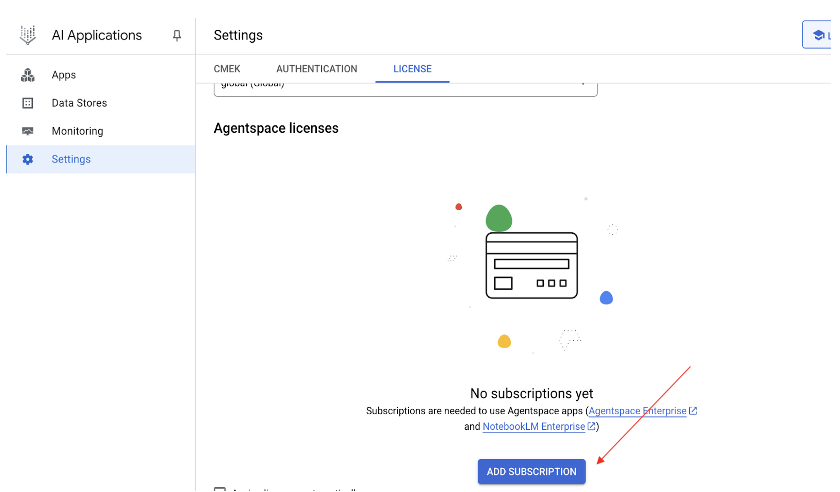 AI Applications
Settings
CMEK
AUTHENTICATION
LICENSE
Apps
Data Stores
Monitoring
Settings
global (Global)
Agentspace licenses
No subscriptions yet
Subscriptions are needed to use Agentspace apps (Agentspace Enterprise
and NotebookLM Enterprise )
ADD SUBSCRIPTION